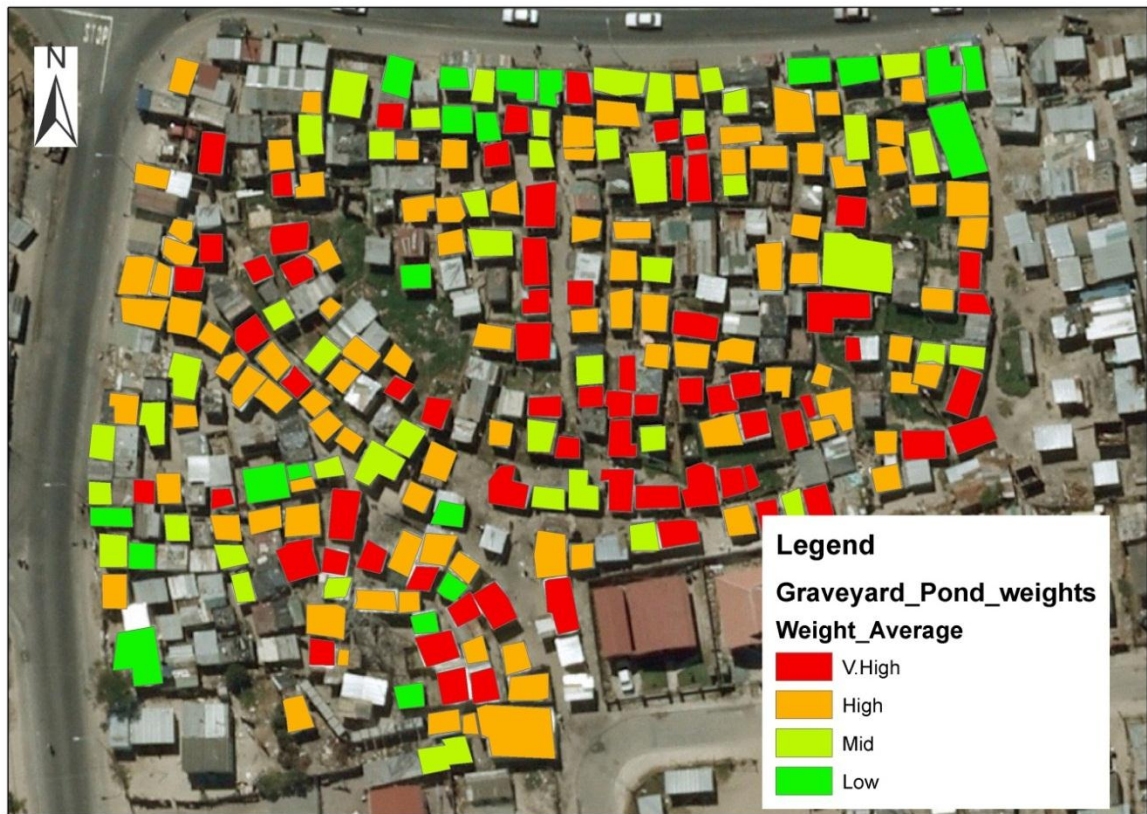 STOP
N
Legend
Graveyard_Pond_weights
Weight_Average
V.High
High
Mid
Low